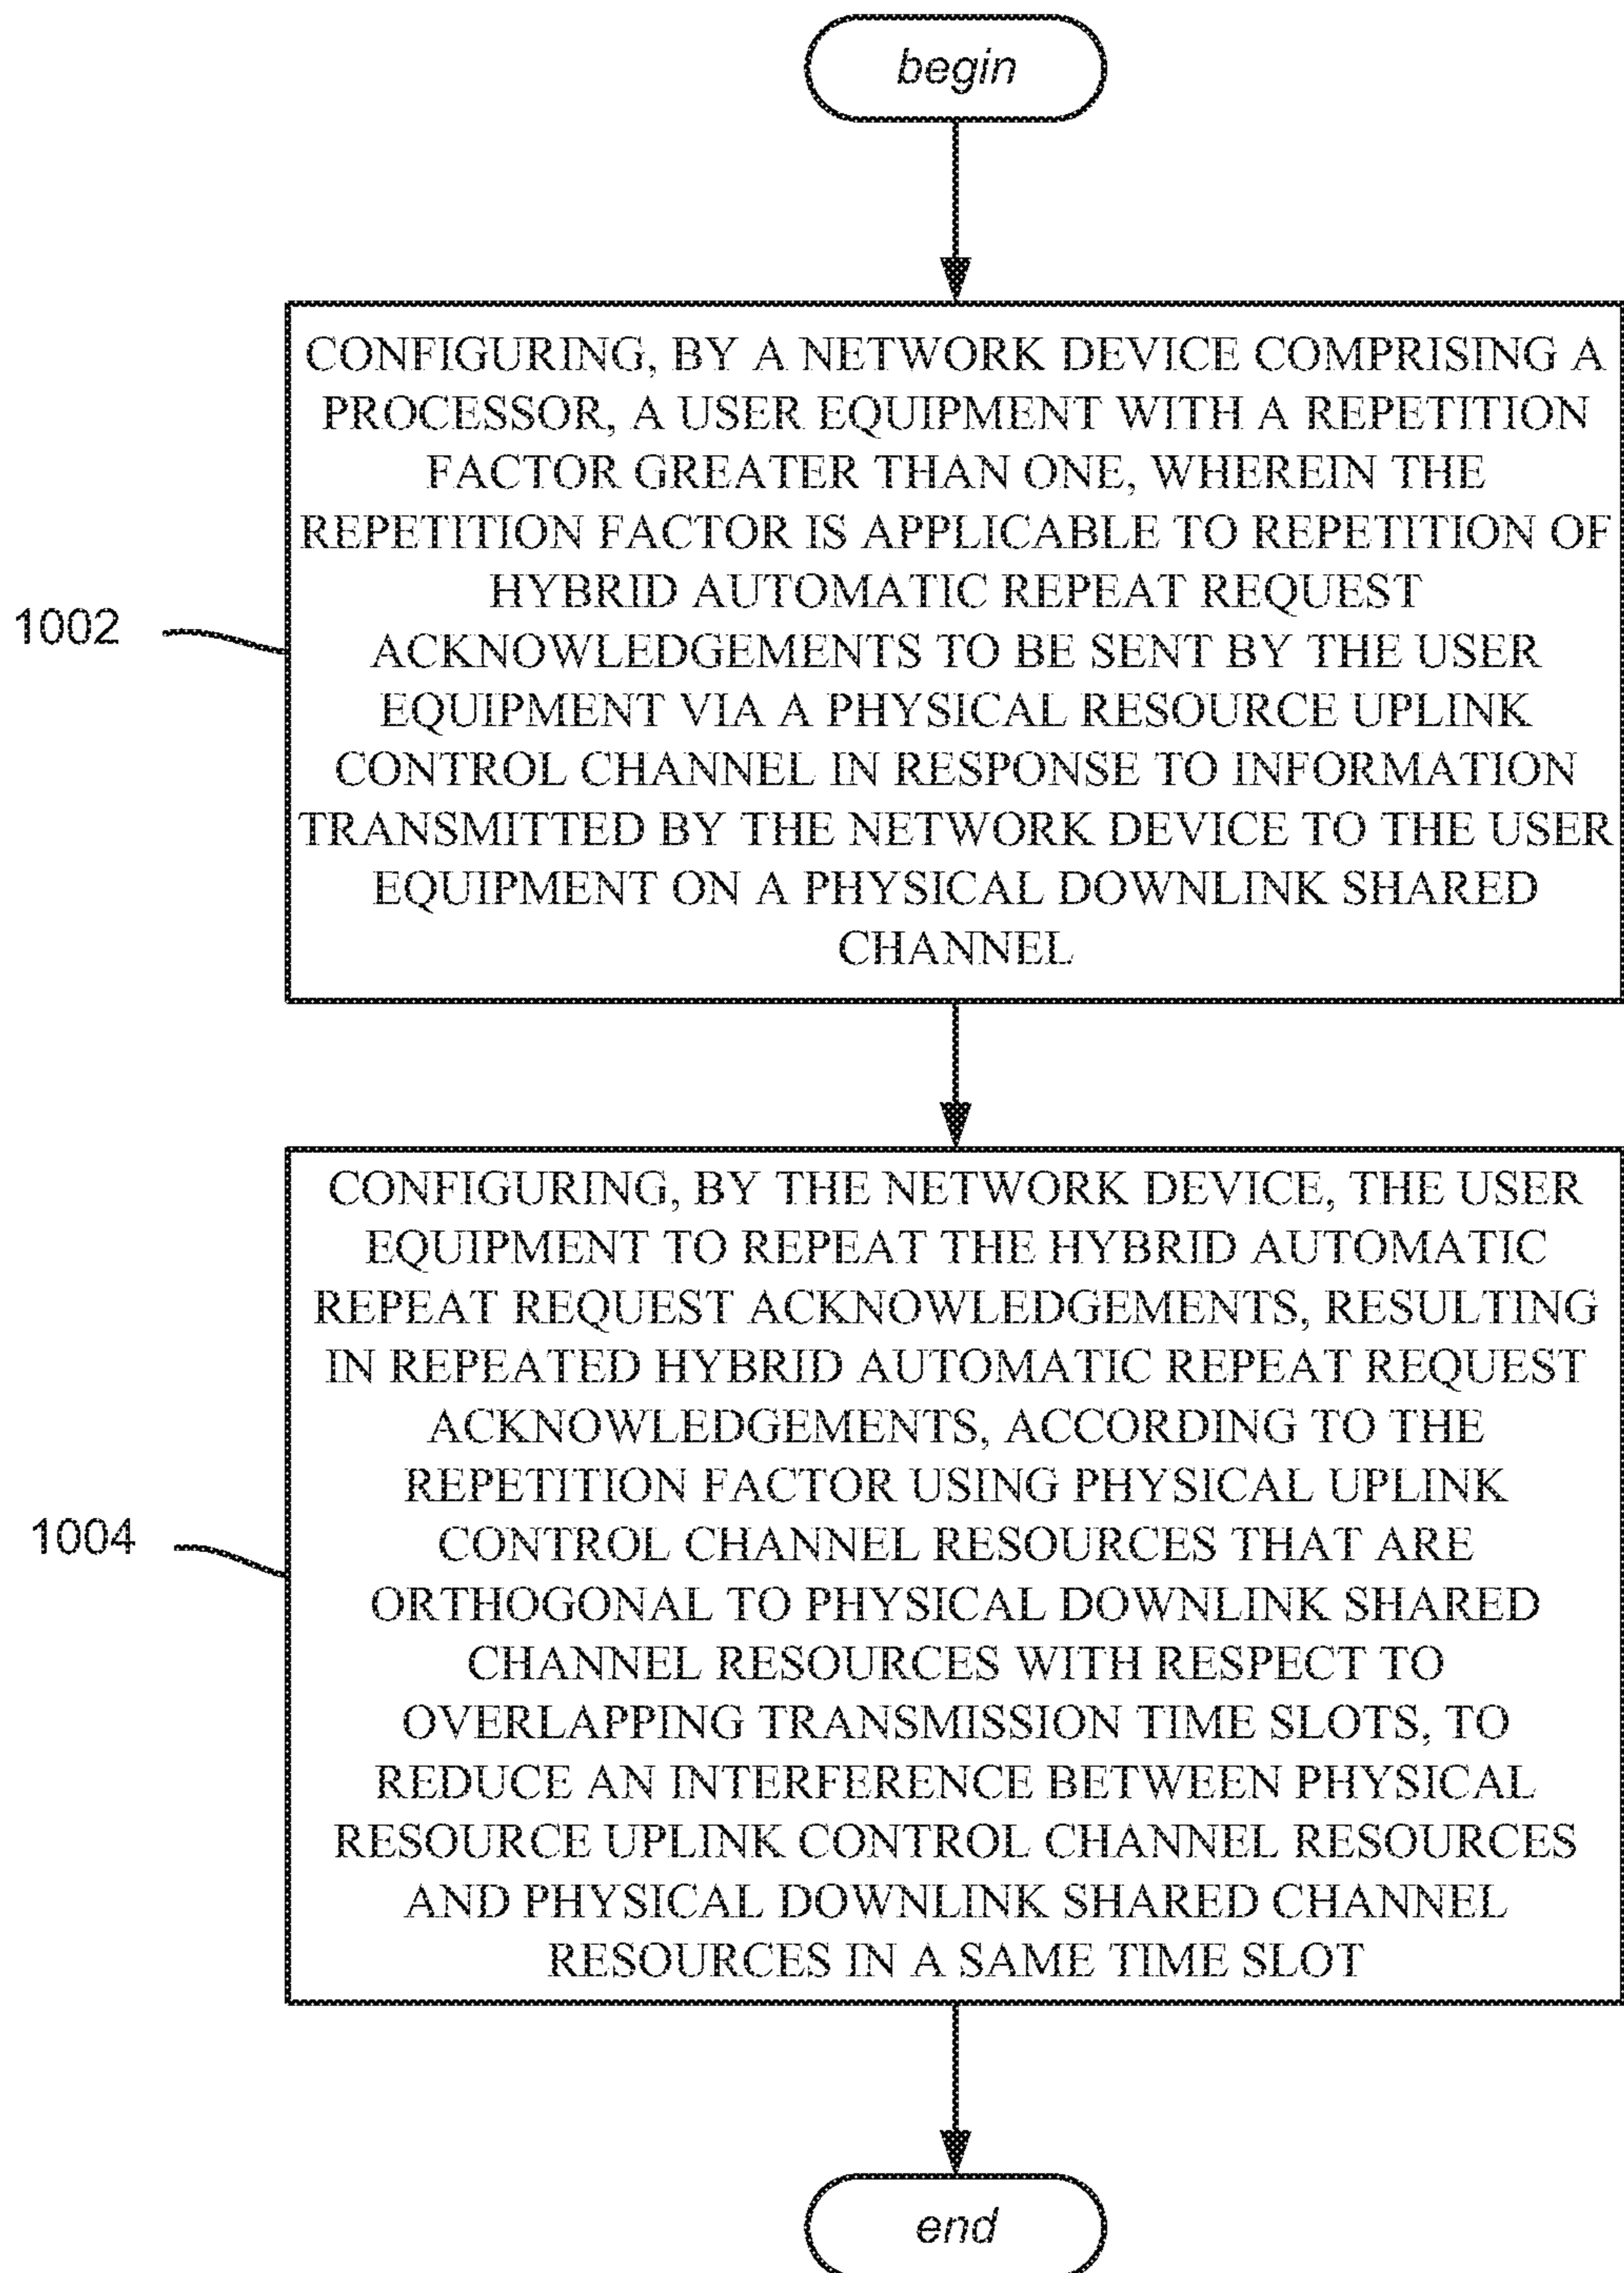 begin
CONFIGURING, BY A NETWORK DEVICE COMPRISING A
PROCESSOR, A USER EQUIPMENT WITH A REPETITION
FACTOR GREATER THAN ONE, WHEREIN THE
REPETITION FACTOR IS APPLICABLE TO REPETITION OF
HYBRID AUTOMATIC REPEAT REQUEST
ACKNOWLEDGEMENTS TO BE SENT BY THE USER
EQUIPMENT VIA A PHYSICAL RESOURCE UPLINK
CONTROL CHANNEL IN RESPONSE TO INFORMATION
TRANSMITTED BY THE NETWORK DEVICE TO THE USER
EQUIPMENT ON A PHYSICAL DOWNLINK SHARED
CHANNEL
1002
CONFIGURING, BY THE NETWORK DEVICE, THE USER
EQUIPMENT TO REPEAT THE HYBRID AUTOMATIC
REPEAT REQUEST ACKNOWLEDGEMENTS, RESULTING
IN REPEATED HYBRID AUTOMATIC REPEAT REQUEST
ACKNOWLEDGEMENTS, ACCORDING TO THE
REPETITION FACTOR USING PHYSICAL UPLINK
CONTROL CHANNEL RESOURCES THAT ARE
ORTHOGONAL TO PHYSICAL DOWNLINK SHARED
CHANNEL RESOURCES WITH RESPECT TO
OVERLAPPING TRANSMISSION TIME SLOTS, TO
REDUCE AN INTERFERENCE BETWEEN PHYSICAL
RESOURCE UPLINK CONTROL CHANNEL RESOURCES
AND PHYSICAL DOWNLINK SHARED CHANNEL
RESOURCES IN A SAME TIME SLOT
1004
end